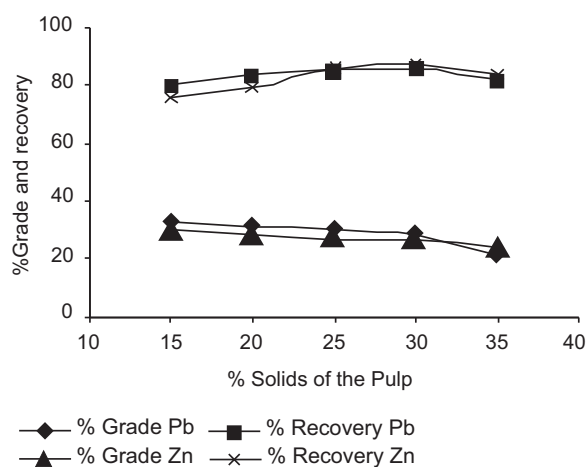 100
80
60
40
20
0
%Grade and recovery
10 15 20 25 30 35 40
% Solids of the Pulp
% Grade Pb % Recovery Pb
% Grade Zn % Recovery Zn